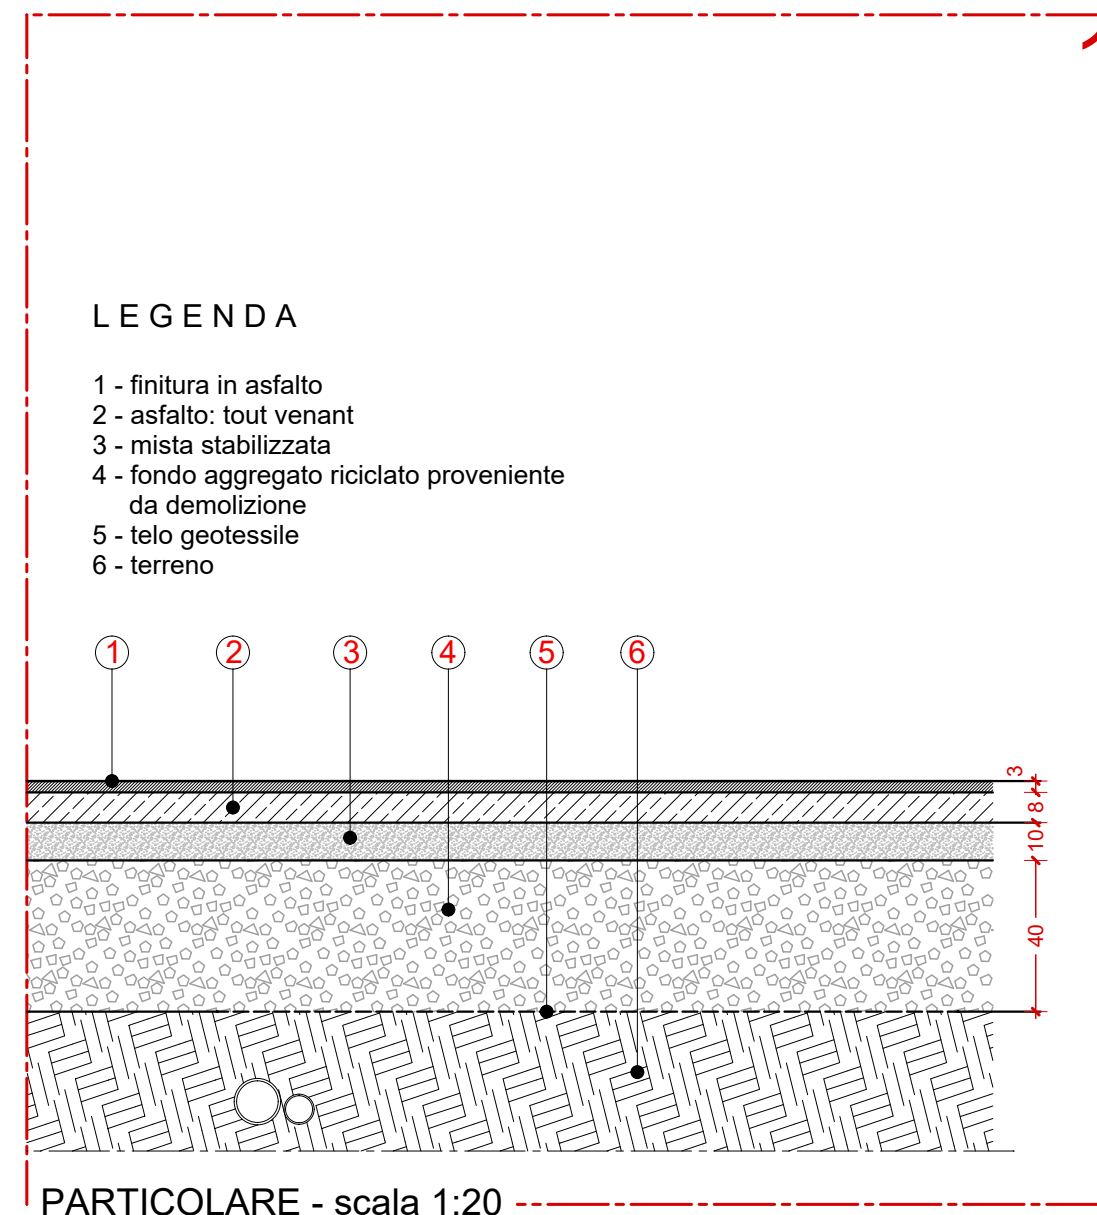 L E G E N D A
1 - finitura in asfalto
2 - asfalto: tout venant
3 - mista stabilizzata
4 - fondo aggregato riciclato proveniente
da demolizione
5 - telo geotessile
6 - terreno
1 2 3 4 5 6
3
8
10
40
PARTICOLARE - scala 1:20